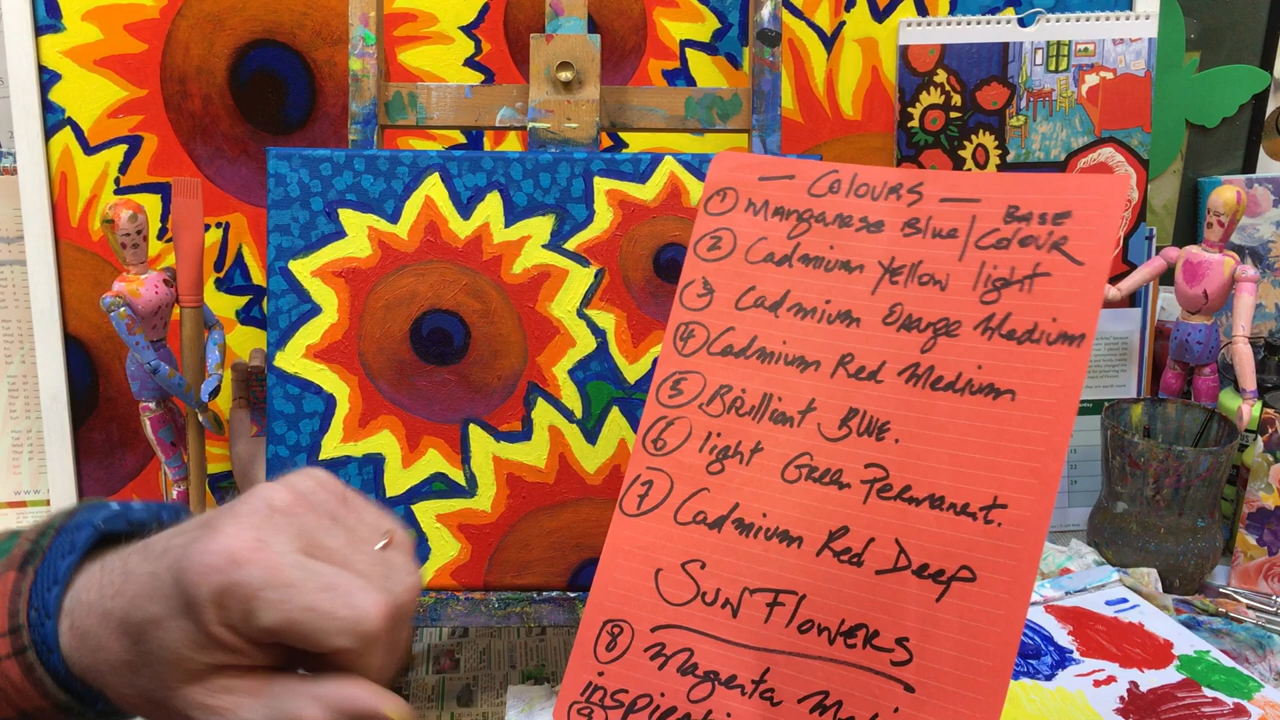 — COLOURS —
① Manganese Blue / BASE COLOUR
② Cadmium Yellow light
③ Cadmium Orange Medium
④ Cadmium Red Medium
⑤ Brilliant BLUE.
⑥ light Green Permanent.
⑦ Cadmium Red Deep
SUNFlOWERS
⑧ Magenta
⑨